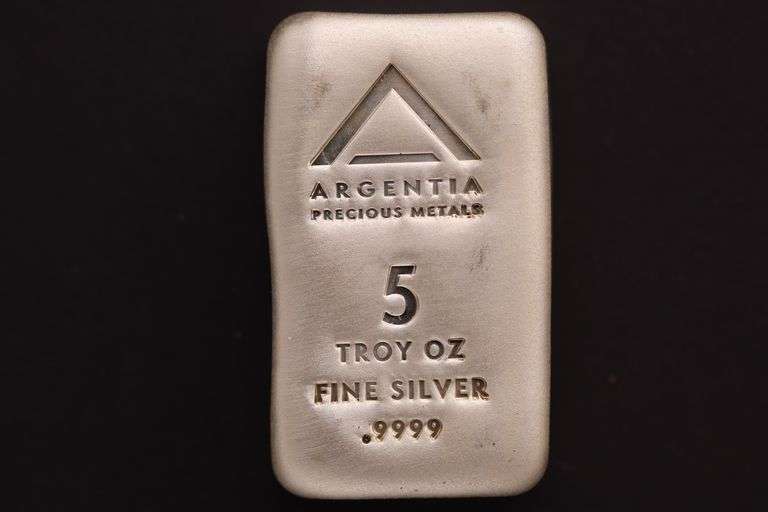 ARGENTIA
PRECIOUS METALS
5
TROY OZ
FINE SILVER
.9999